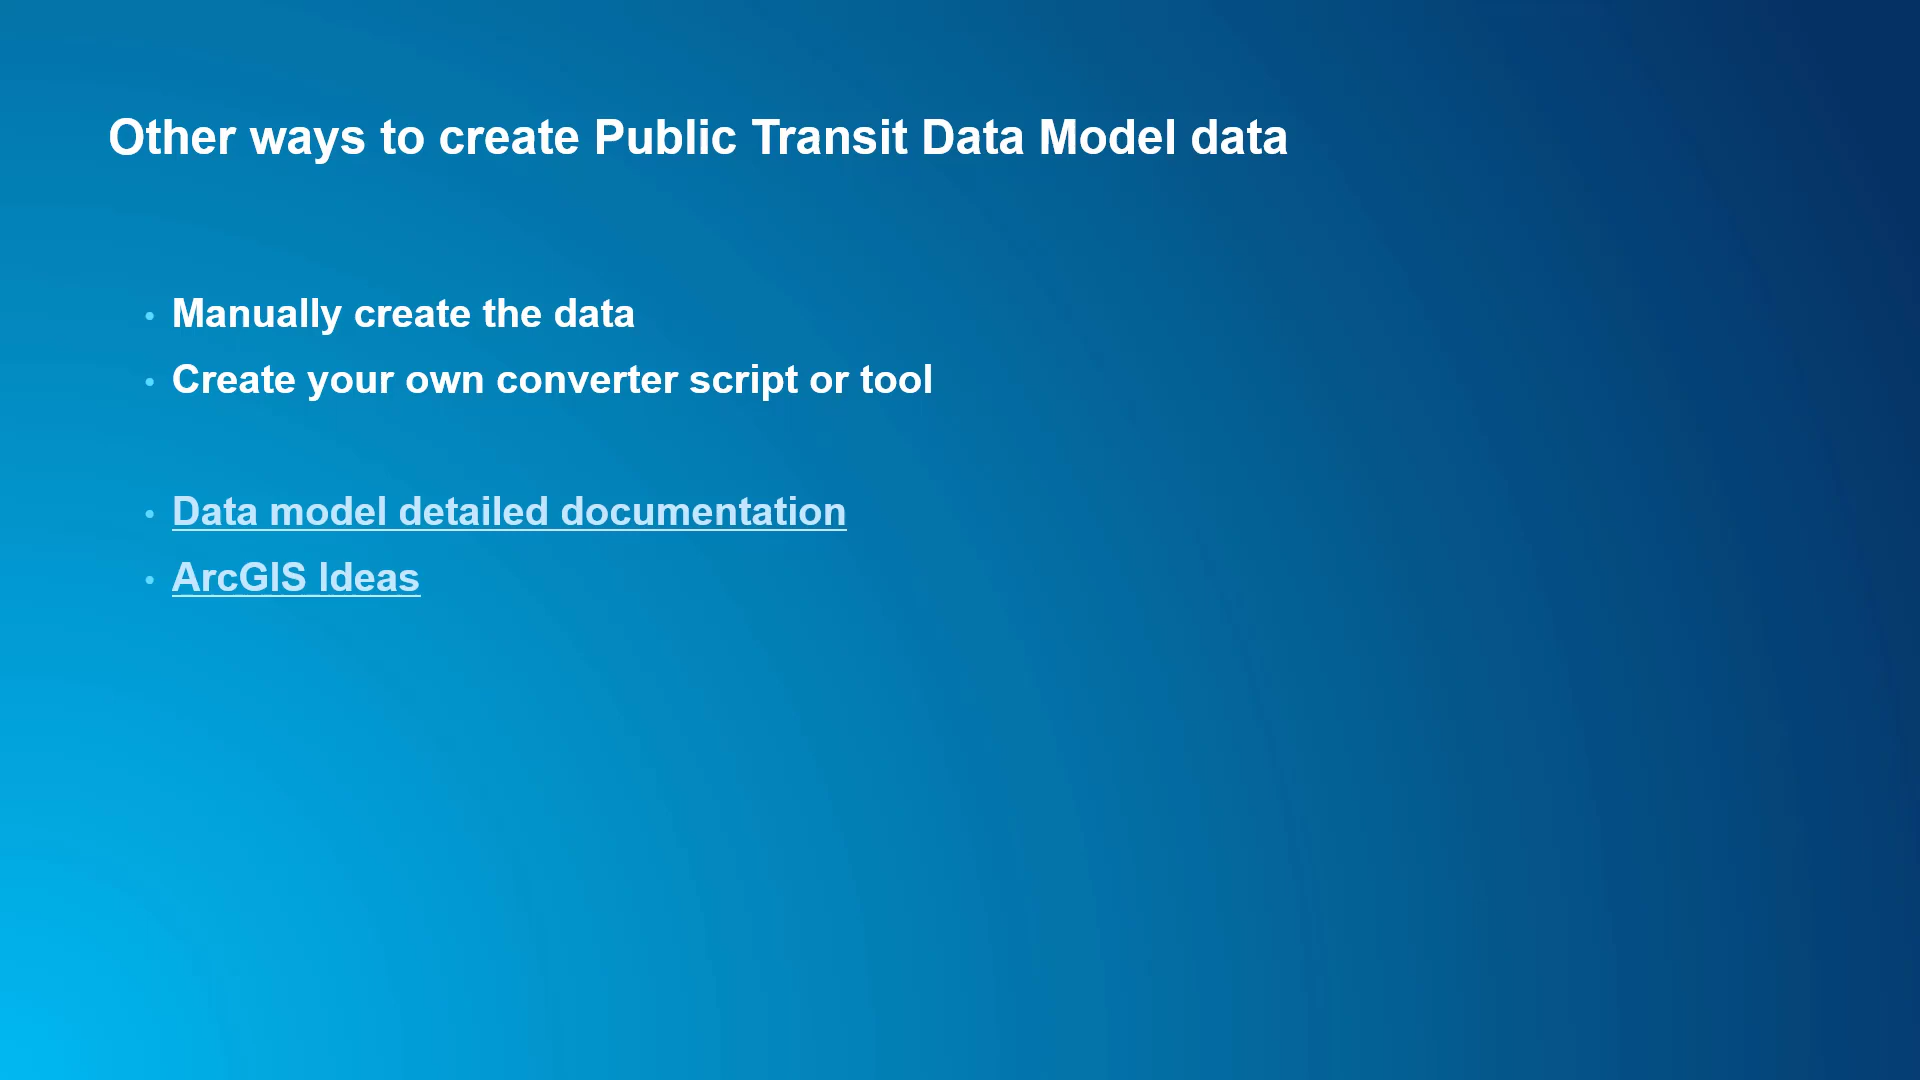 Other ways to create Public Transit Data Model data
• Manually create the data
• Create your own converter script or tool
• Data model detailed documentation
• ArcGIS Ideas